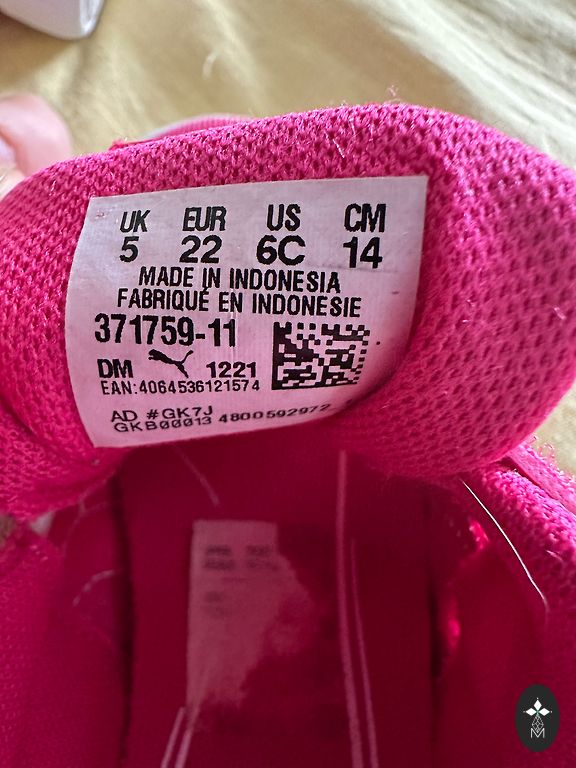 UK EUR US CM
5 22 6C 14
MADE IN INDONESIA
FABRIQUÉ EN INDONESIE
371759-11
DM 1221
EAN:4064536121574
AD #GK7J
GKB00013 4800592972